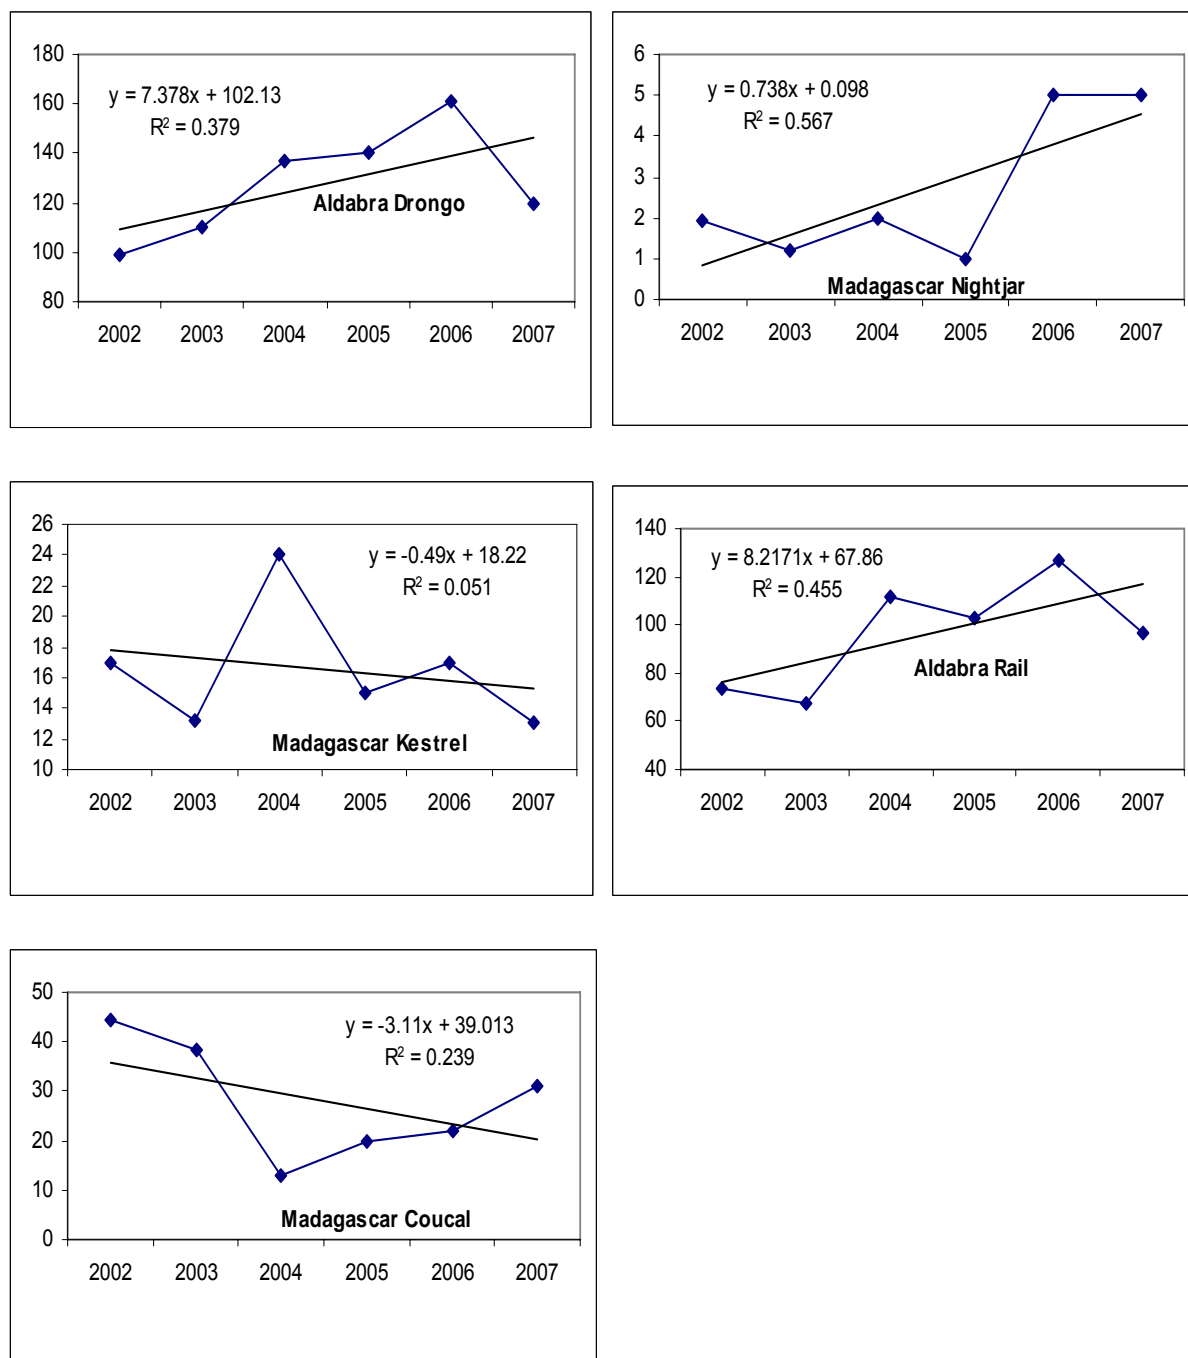 180
160
140
120
100
80
y = 7.378x + 102.13
R² = 0.379
Aldabra Drongo
2002 2003 2004 2005 2006 2007
6
5
4
3
2
1
0
y = 0.738x + 0.098
R² = 0.567
Madagascar Nightjar
2002 2003 2004 2005 2006 2007
26
24
22
20
18
16
14
12
10
y = -0.49x + 18.22
R² = 0.051
Madagascar Kestrel
2002 2003 2004 2005 2006 2007
140
120
100
80
60
40
y = 8.2171x + 67.86
R² = 0.455
Aldabra Rail
2002 2003 2004 2005 2006 2007
50
40
30
20
10
0
y = -3.11x + 39.013
R² = 0.239
Madagascar Coucal
2002 2003 2004 2005 2006 2007